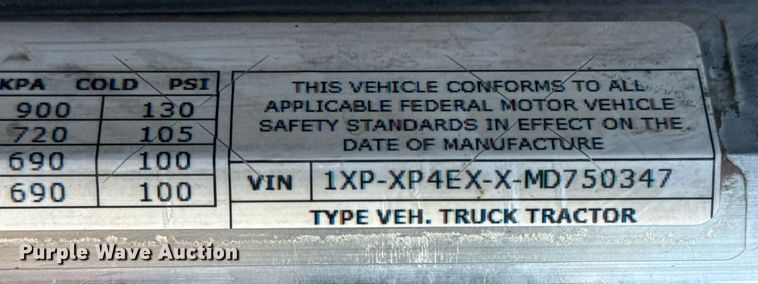 KPA COLD PSI
900 130
720 105
690 100
690 100
THIS VEHICLE CONFORMS TO ALL
APPLICABLE FEDERAL MOTOR VEHICLE
SAFETY STANDARDS IN EFFECT ON THE
DATE OF MANUFACTURE
VIN 1XP-XP4EX-X-MD750347
TYPE VEH. TRUCK TRACTOR
Purple Wave Auction